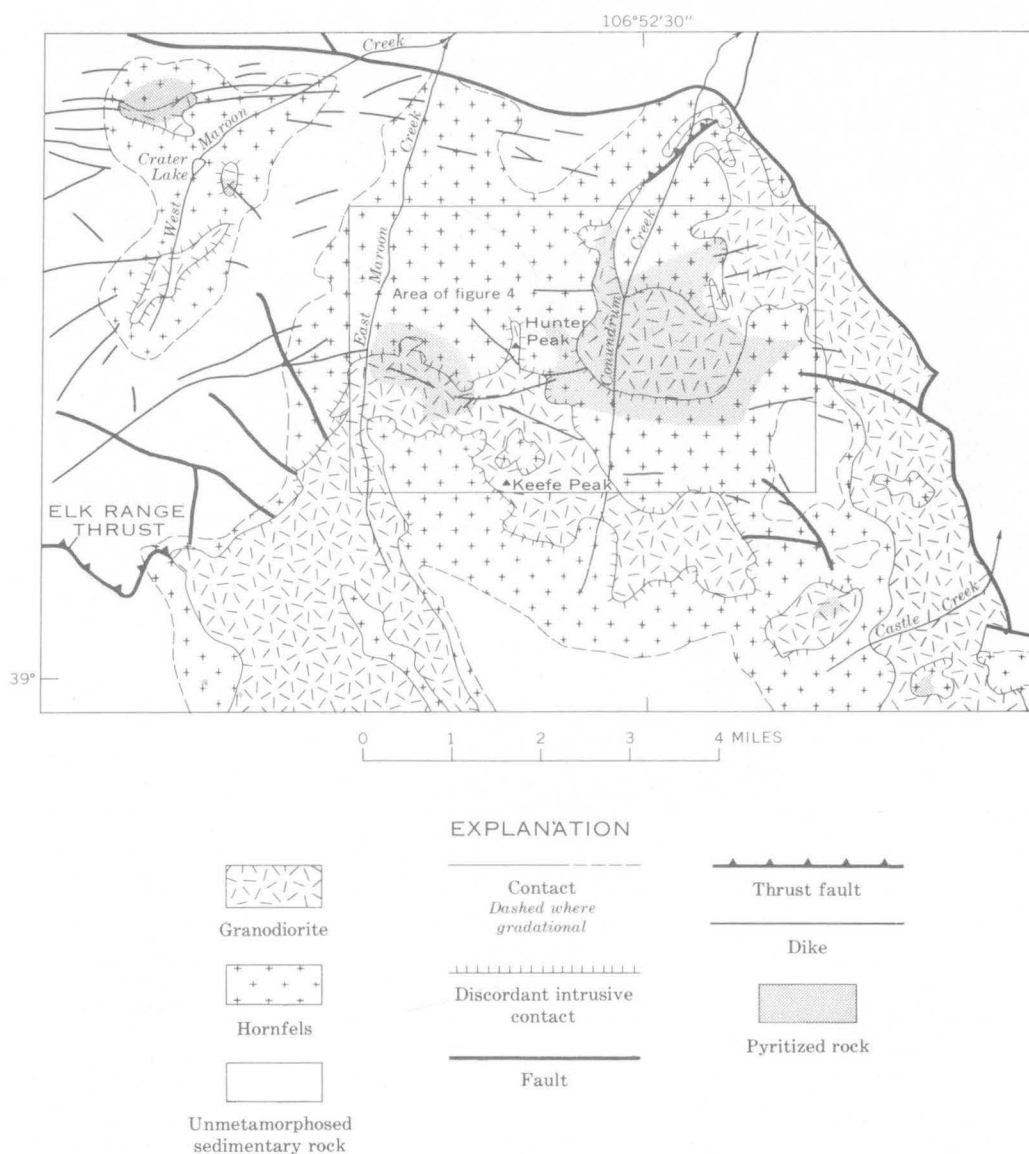 106°52'30"
Creek
Maroon
Crater
Lake
West
Creek
Maroon
East
Creek
Conundrum
Area of figure 4
Hunter
Peak
Keefe Peak
ELK RANGE
THRUST
Castle Creek
39°
0 1 2 3 4 MILES
EXPLANATION
Granodiorite
Hornfels
Unmetamorphosed
sedimentary rock
Contact
Dashed where
gradational
Discordant intrusive
contact
Fault
Thrust fault
Dike
Pyritized rock